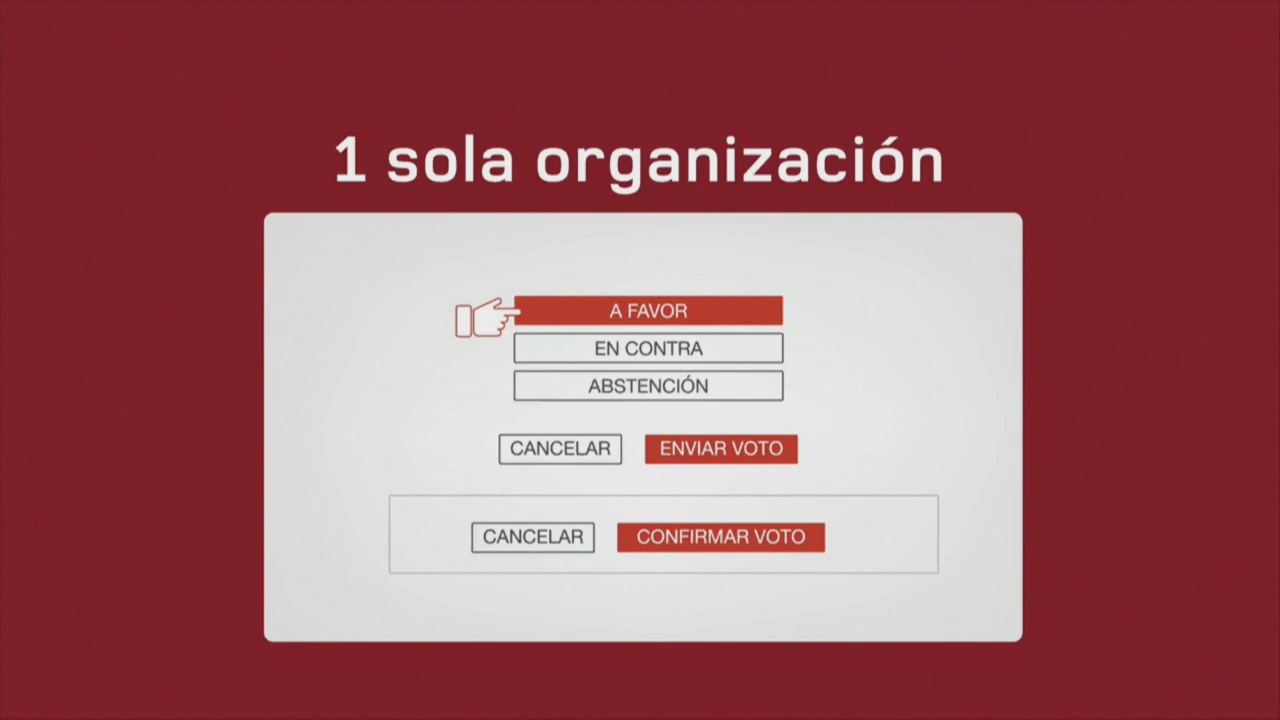 1 sola organización
A FAVOR
EN CONTRA
ABSTENCIÓN
CANCELAR ENVIAR VOTO
CANCELAR CONFIRMAR VOTO